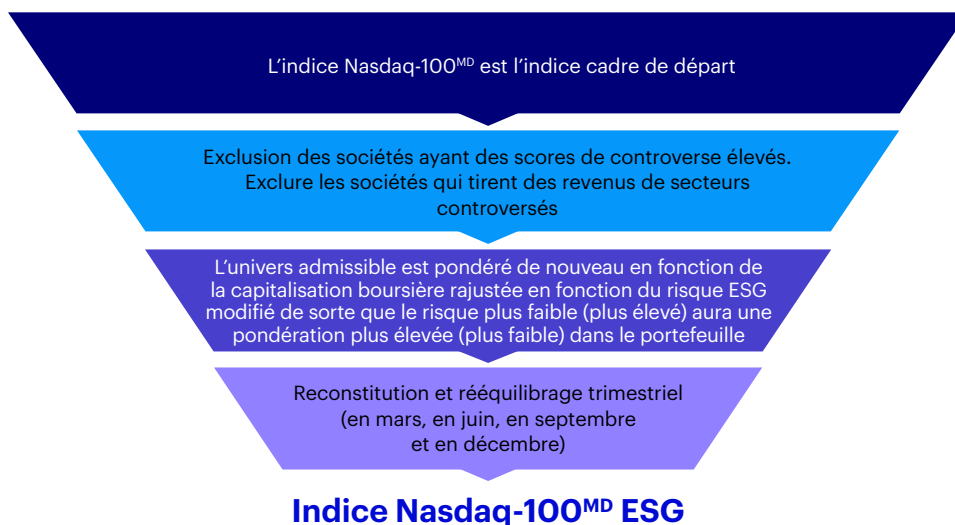 L'indice Nasdaq-100ᴹᴰ est l'indice cadre de départ
Exclusion des sociétés ayant des scores de controverse élevés.
Exclure les sociétés qui tirent des revenus de secteurs
controversés
L'univers admissible est pondéré de nouveau en fonction de
la capitalisation boursière rajustée en fonction du risque ESG
modifié de sorte que le risque plus faible (plus élevé) aura une
pondération plus élevée (plus faible) dans le portefeuille
Reconstitution et rééquilibrage trimestriel
(en mars, en juin, en septembre
et en décembre)
Indice Nasdaq-100ᴹᴰ ESG